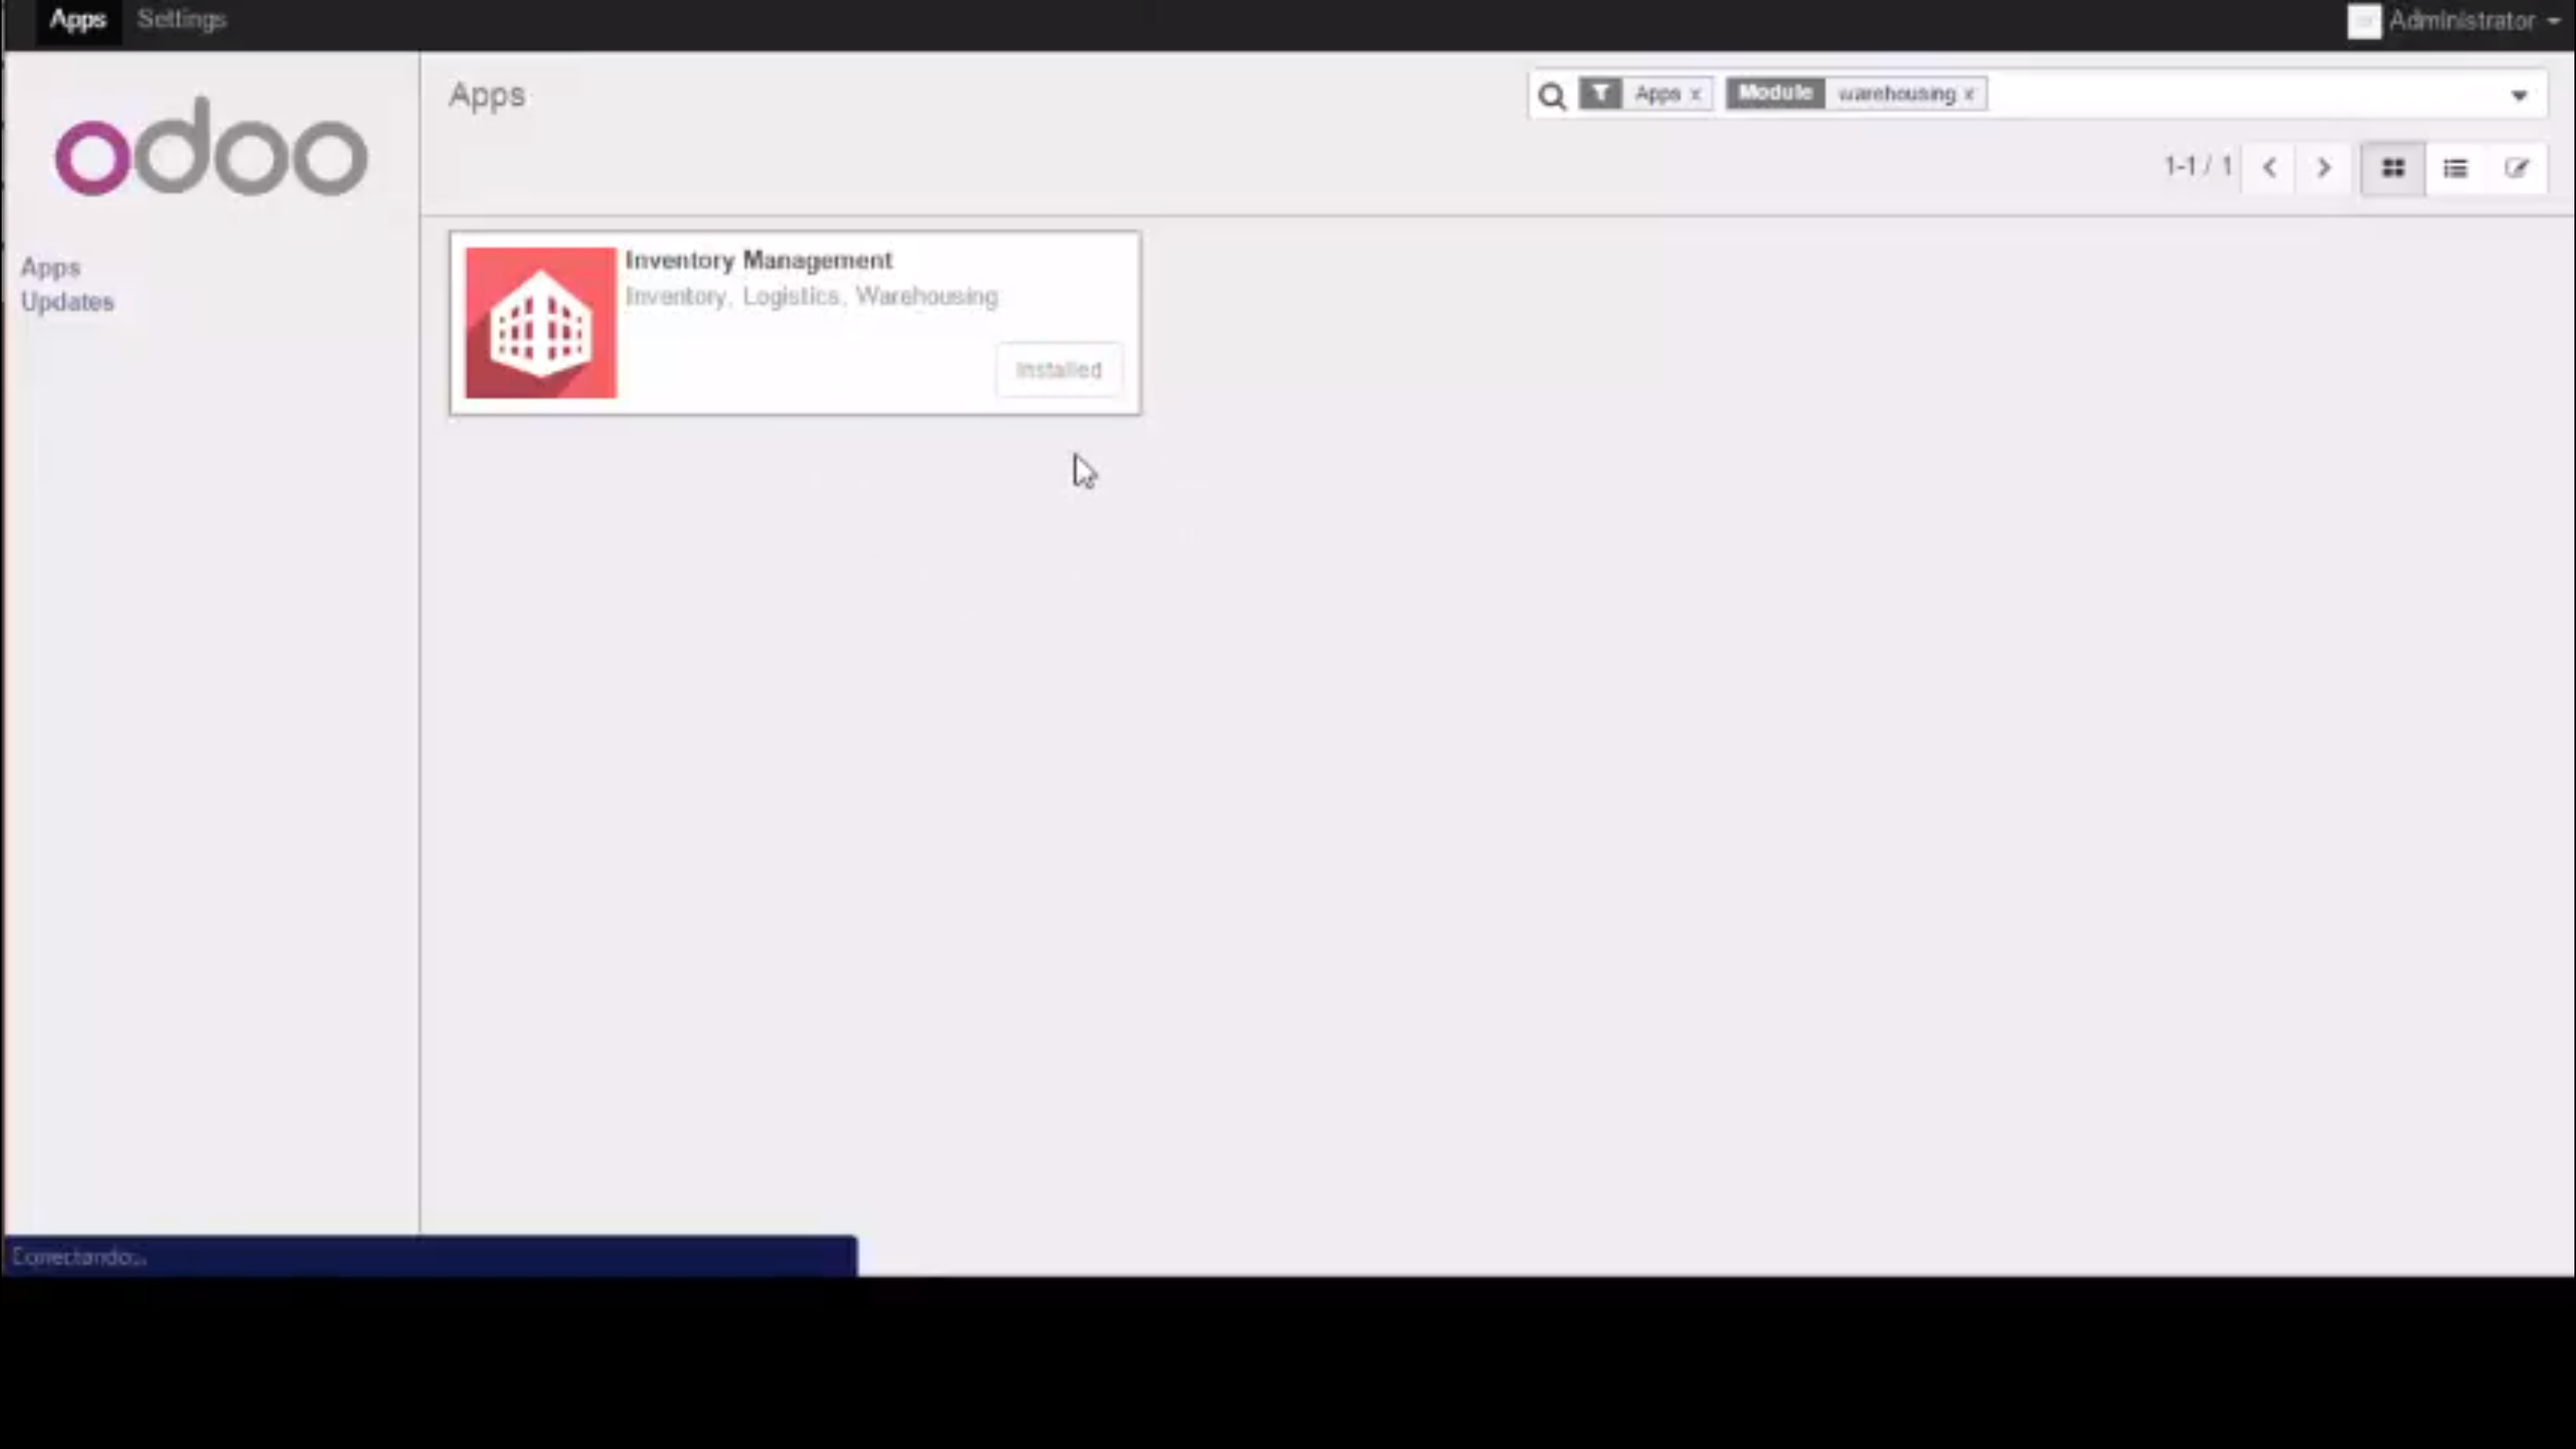 Apps Settings Administrator
odoo
Apps
Updates
Apps
Apps x Module warehousing x
1-1 / 1
Inventory Management
Inventory, Logistics, Warehousing
Installed
Conectando...